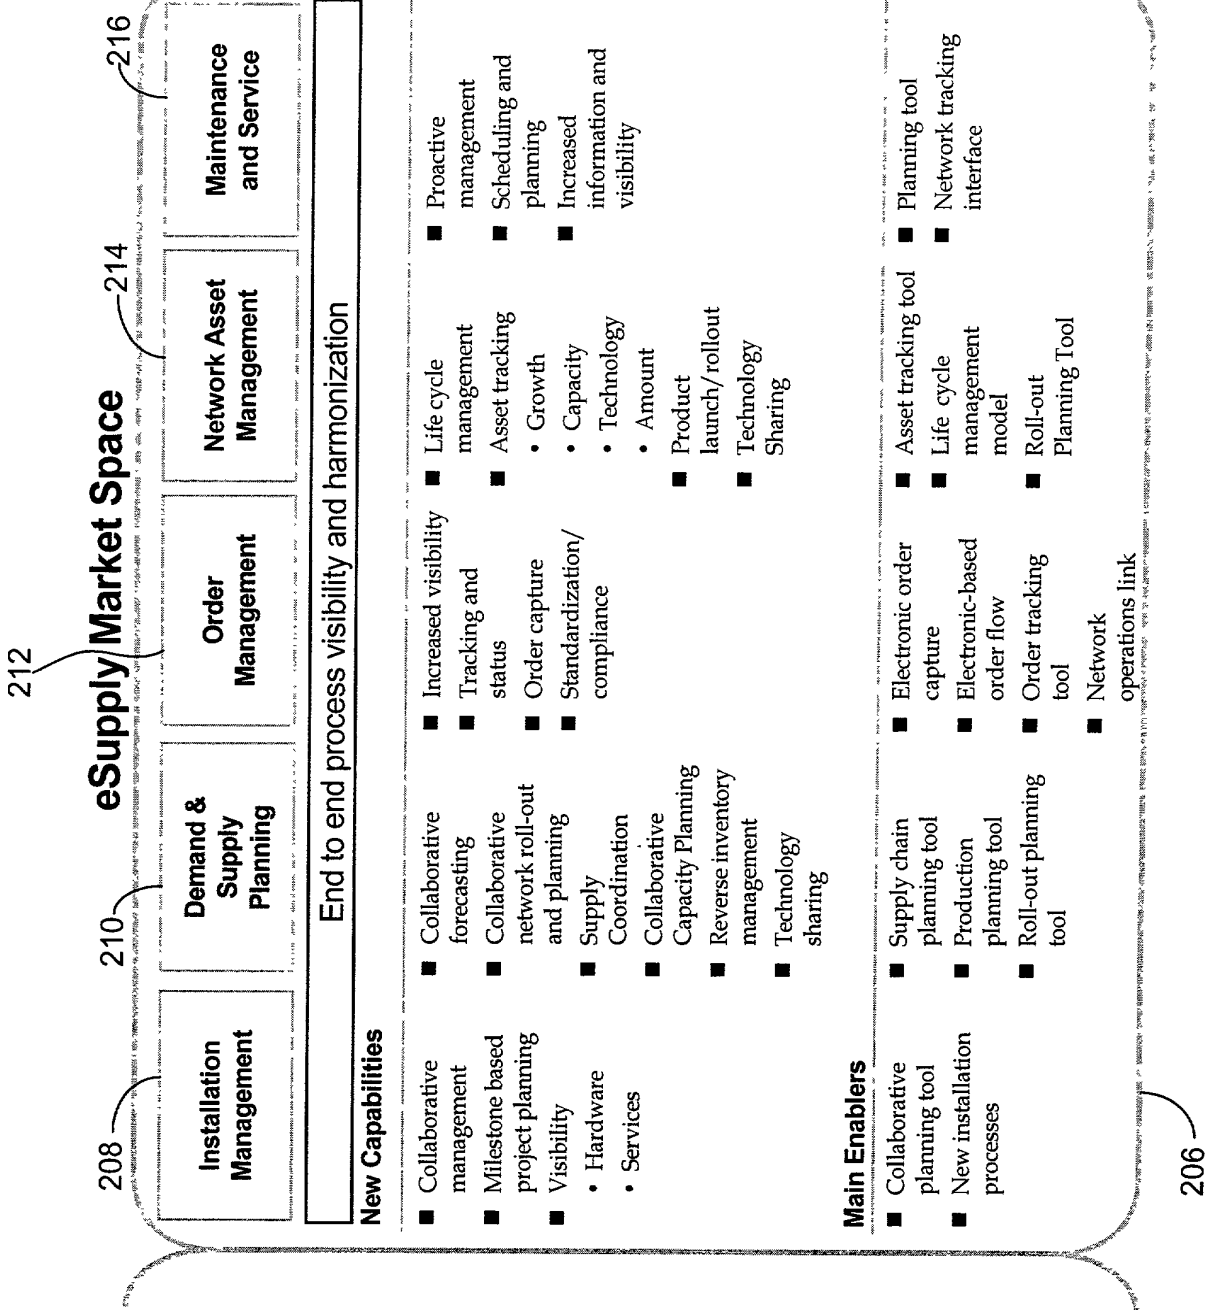 eSupply Market Space
208
210
212
214
216
Installation
Management
Demand &
Supply
Planning
Order
Management
Network Asset
Management
Maintenance
and Service
End to end process visibility and harmonization
New Capabilities
■ Collaborative
management
■ Milestone based
project planning
■ Visibility
• Hardware
• Services
■ Collaborative
forecasting
■ Collaborative
network roll-out
and planning
■ Supply
Coordination
■ Collaborative
Capacity Planning
■ Reverse inventory
management
■ Technology
sharing
■ Increased visibility
■ Tracking and
status
■ Order capture
■ Standardization/
compliance
■ Life cycle
management
■ Asset tracking
• Growth
• Capacity
• Technology
• Amount
■ Product
launch/rollout
■ Technology
Sharing
■ Proactive
management
■ Scheduling and
planning
■ Increased
information and
visibility
Main Enablers
■ Collaborative
planning tool
■ New installation
processes
■ Supply chain
planning tool
■ Production
planning tool
■ Roll-out planning
tool
■ Electronic order
capture
■ Electronic-based
order flow
■ Order tracking
tool
■ Network
operations link
■ Asset tracking tool
■ Life cycle
management
model
■ Roll-out
Planning Tool
■ Planning tool
■ Network tracking
interface
206